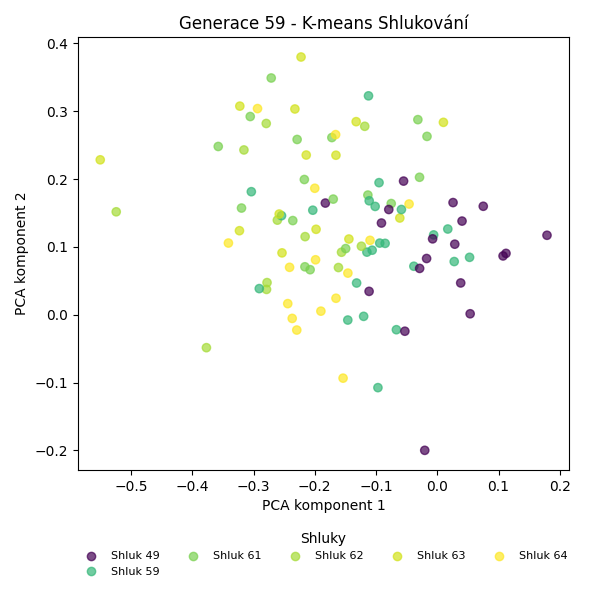 Generace 59 - K-means Shlukování
0.4
0.3
0.2
0.1
0.0
−0.1
−0.2
PCA komponent 2
−0.5 −0.4 −0.3 −0.2 −0.1 0.0 0.1 0.2
PCA komponent 1
Shluky
Shluk 49 Shluk 61 Shluk 62 Shluk 63 Shluk 64
Shluk 59